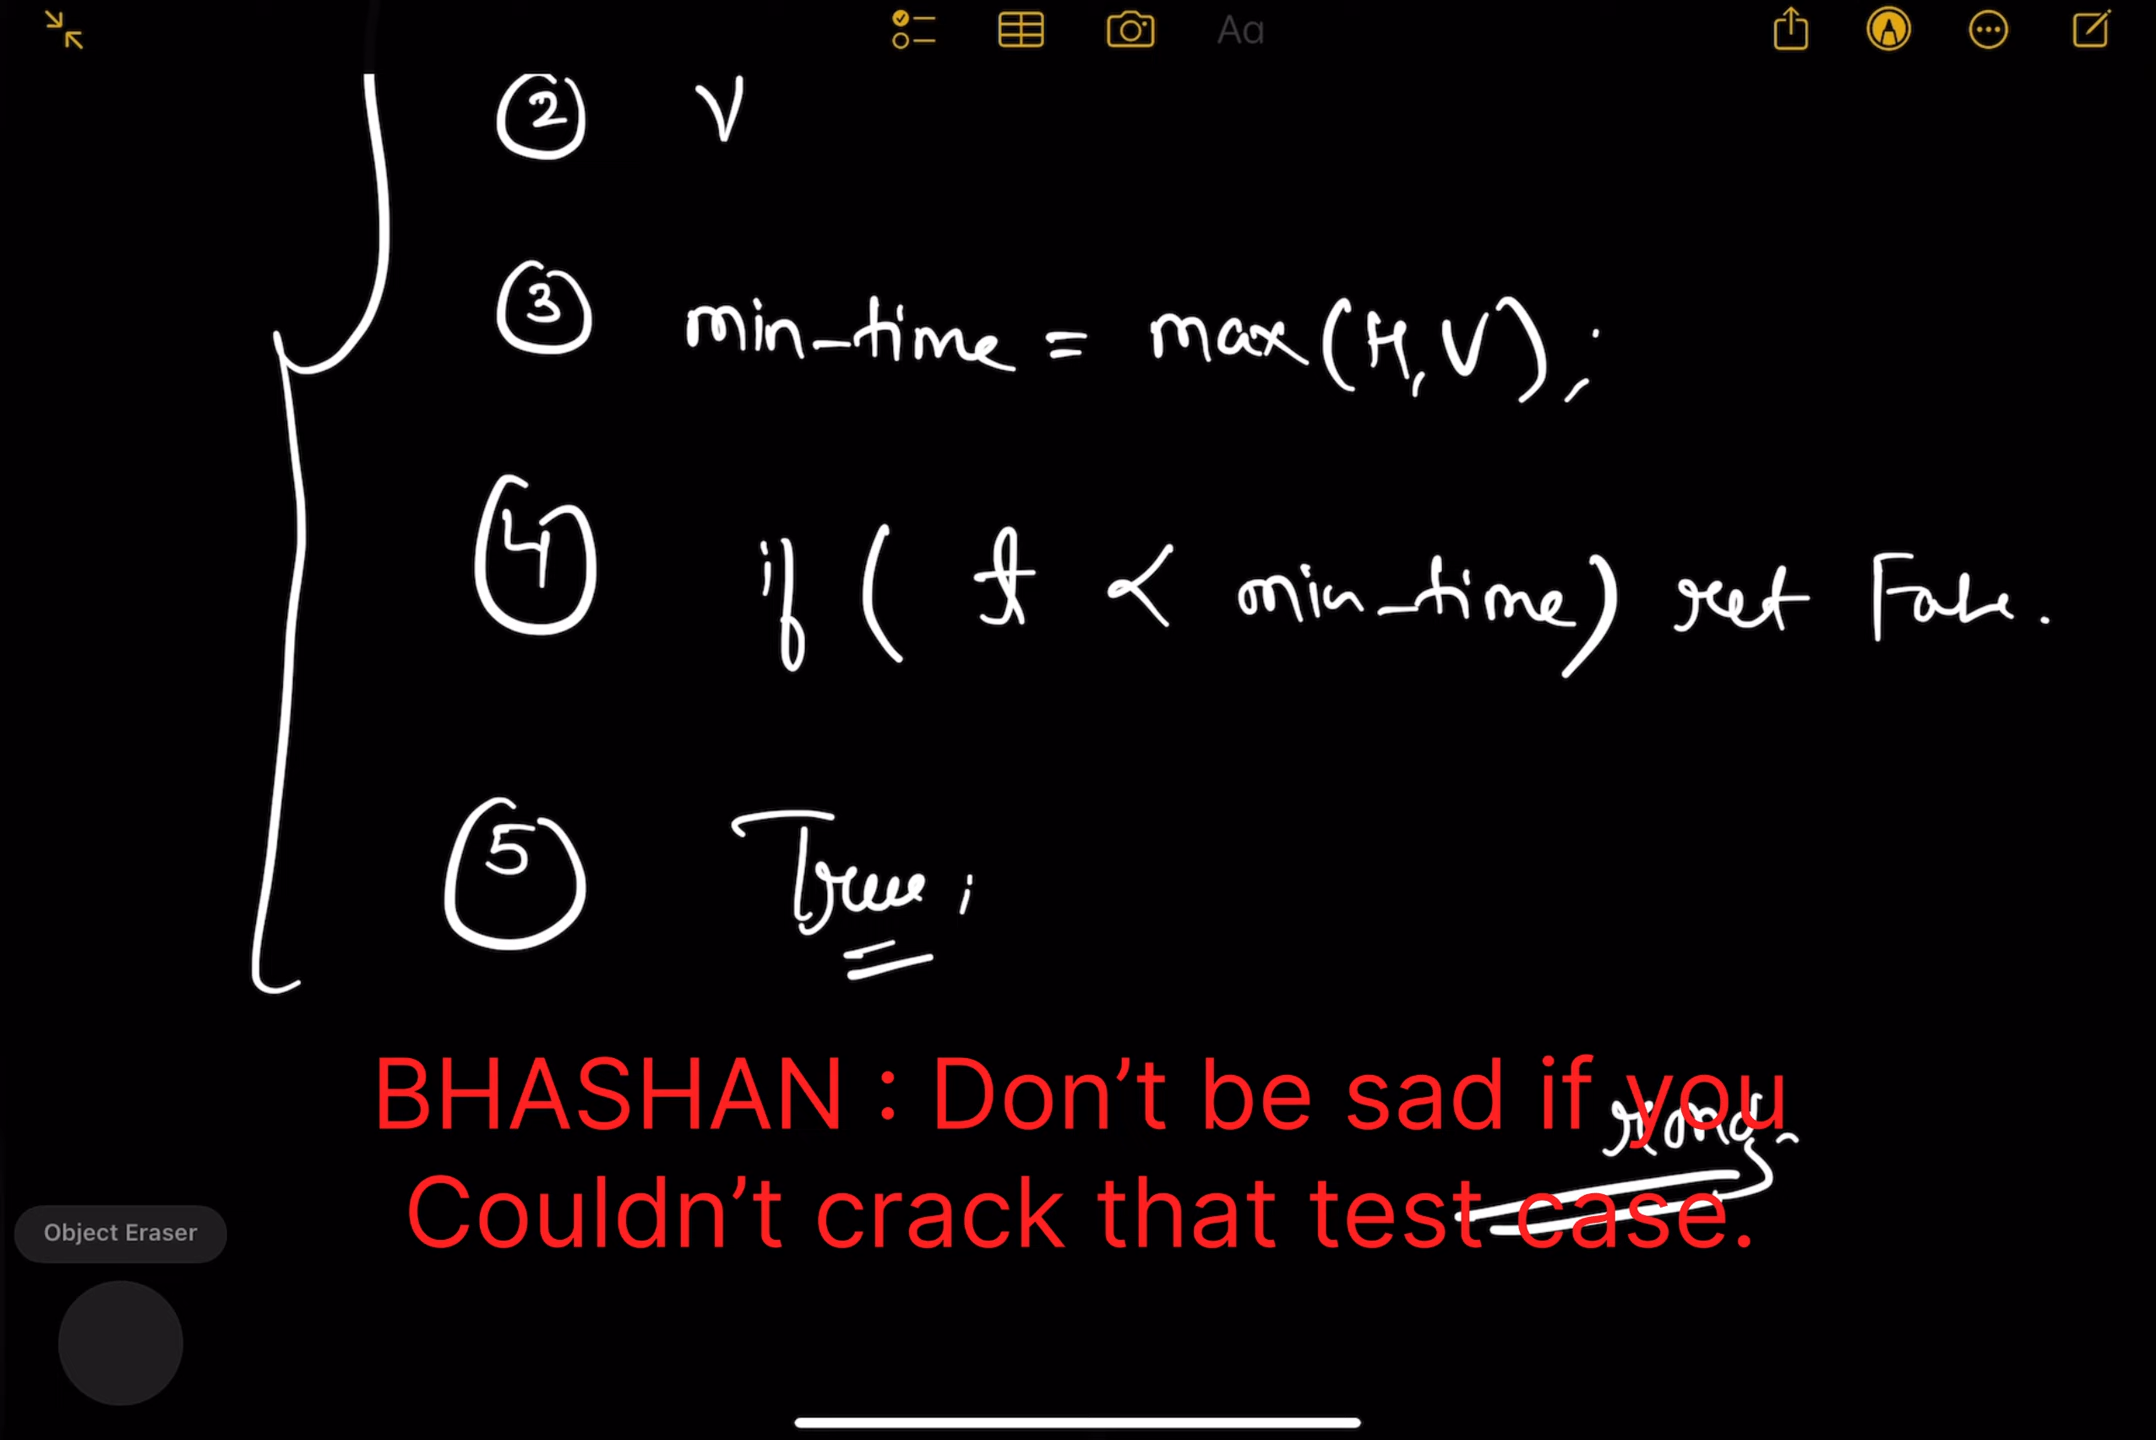 Aa
2 V
3 min_time = max(H, V);
4 if ( t < min_time) ret False.
5 True;
BHASHAN : Don’t be sad if you
Couldn’t crack that test case.
Object Eraser